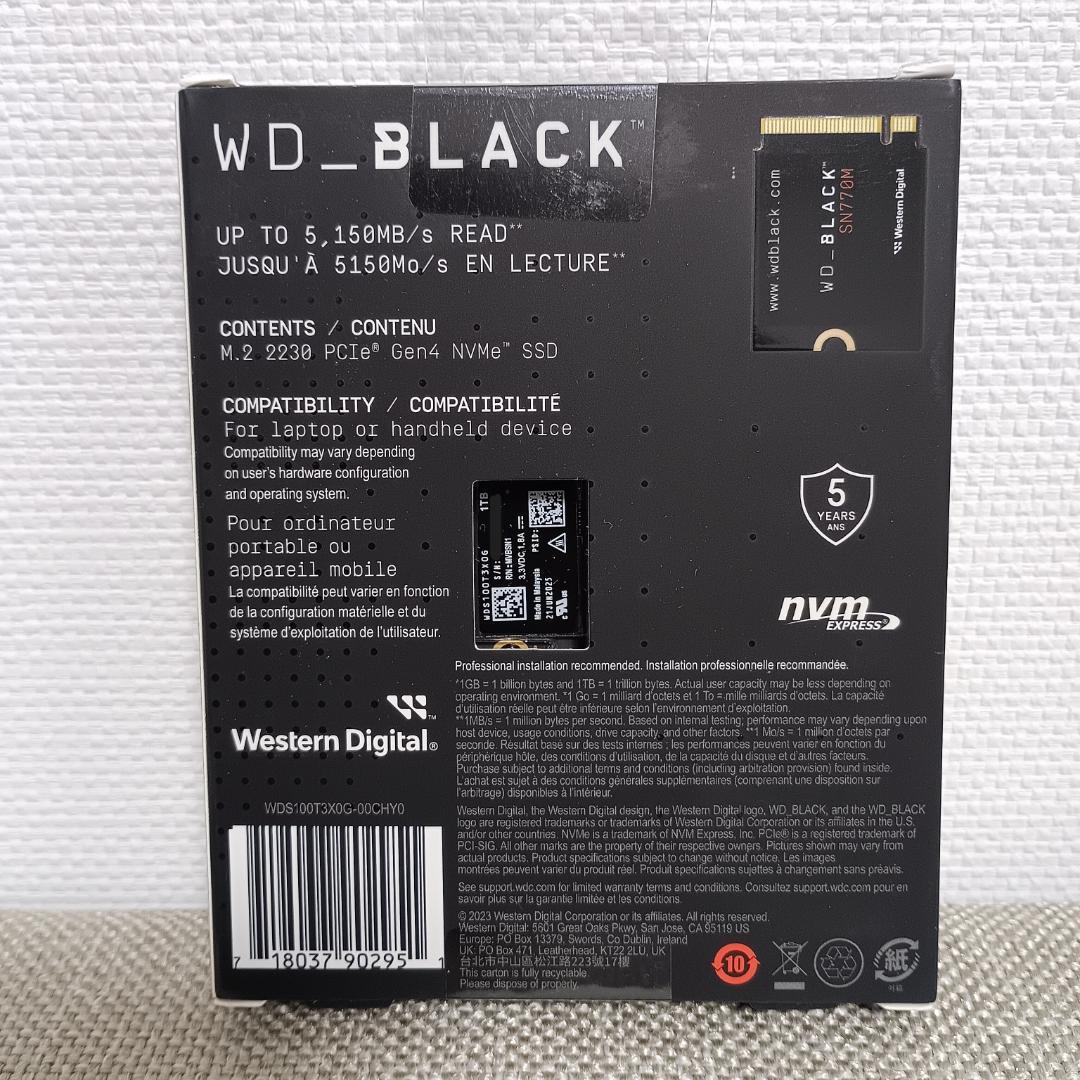 WD_BLACK™
UP TO 5,150MB/s READ**
JUSQU'À 5150Mo/s EN LECTURE**
CONTENTS / CONTENU
M.2 2230 PCIe® Gen4 NVMe™ SSD
COMPATIBILITY / COMPATIBILITÉ
For laptop or handheld device
Compatibility may vary depending
on user's hardware configuration
and operating system.
Pour ordinateur
portable ou
appareil mobile
La compatibilité peut varier en fonction
de la configuration matérielle et du
système d'exploitation de l'utilisateur.
www.wdblack.com
WD_BLACK™
SN770M
Western Digital
5
YEARS
ANS
nvm
EXPRESS®
WDS100T3X0G
1TB
S/N:
R/N:MVBSN1
3.3VDC,1.8A
PSID:
Made in Malaysia
21JUN2025
Western Digital®
WDS100T3X0G-00CHY0
7 18037 90295 1
Professional installation recommended. Installation professionnelle recommandée.
*1GB = 1 billion bytes and 1TB = 1 trillion bytes. Actual user capacity may be less depending on
operating environment. *1 Go = 1 milliard d'octets et 1 To = mille milliards d'octets. La capacité
d'utilisation réelle peut être inférieure selon l'environnement d'exploitation.
**1MB/s = 1 million bytes per second. Based on internal testing; performance may vary depending upon
host device, usage conditions, drive capacity, and other factors. **1 Mo/s = 1 million d'octets par
seconde. Résultat basé sur des tests internes ; les performances peuvent varier en fonction du
périphérique hôte, des conditions d'utilisation, de la capacité du disque et d'autres facteurs.
Purchase subject to additional terms and conditions (including arbitration provision) found inside.
L'achat est sujet à des conditions générales supplémentaires (comprenant une disposition sur
l'arbitrage) disponibles à l'intérieur.
Western Digital, the Western Digital design, the Western Digital logo, WD_BLACK, and the WD_BLACK
logo are registered trademarks or trademarks of Western Digital Corporation or its affiliates in the U.S.
and/or other countries. NVMe is a trademark of NVM Express, Inc. PCIe® is a registered trademark of
PCI-SIG. All other marks are the property of their respective owners. Pictures shown may vary from
actual products. Product specifications subject to change without notice. Les images
montrées peuvent varier du produit réel. Produit specifications sujettes à changement sans préavis.
See support.wdc.com for limited warranty terms and conditions. Consultez support.wdc.com pour en
savoir plus sur la garantie limitée et les conditions.
© 2023 Western Digital Corporation or its affiliates. All rights reserved.
Western Digital: 5601 Great Oaks Pkwy, San Jose, CA 95119 US
Europe: PO Box 13379, Swords, Co Dublin, Ireland
UK: PO Box 471, Leatherhead, KT22 2LU, UK
台北市中山區松江路223號17樓
This carton is fully recyclable.
Please dispose of properly.
10
紙
外箱